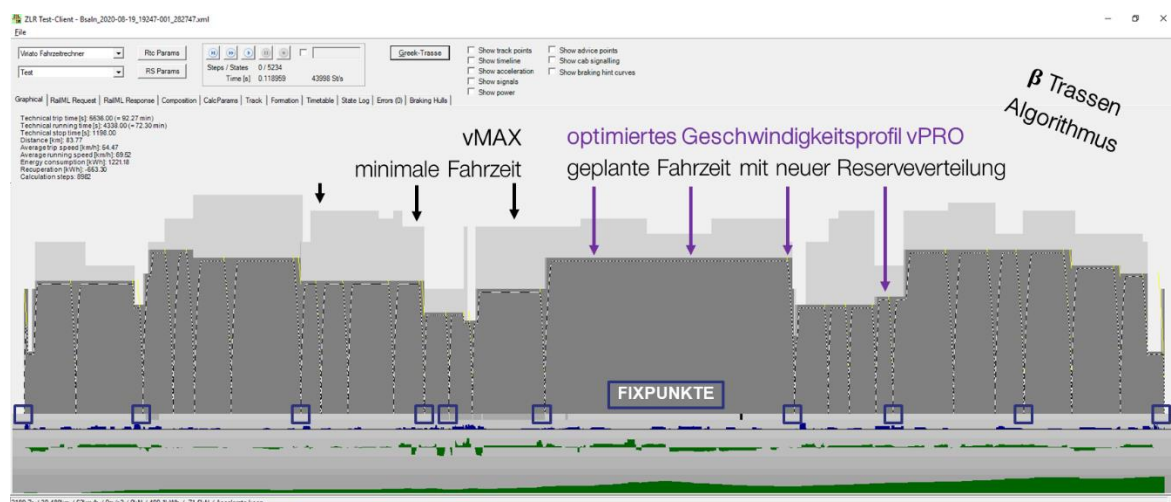 ZLR Test-Client - Bsaln_2020-08-19_19247-001_282747.xml
File
Viriato Fahrzeitrechner
Rtc Params
Test
RS Params
Steps / States 0 / 5234
Time [s] 0.118959 43998 St/s
Greek-Trasse
Show track points
Show timeline
Show acceleration
Show signals
Show power
Show advice points
Show cab signalling
Show braking hint curves
Graphical RailML Request RailML Response Composition CalcParams Track Formation Timetable State Log Errors (0) Braking Hulls
Technical trip time [s]: 5536.00 (= 92.27 min)
Technical running time [s]: 4338.00 (= 72.30 min)
Technical stop time [s]: 1198.00
Distance [km]: 83.77
Average trip speed [km/h]: 54.47
Average running speed [km/h]: 69.52
Energy consumption [kWh]: 1221.18
Recuperation [kWh]: -663.30
Calculation steps: 8982
vMAX
minimale Fahrzeit
optimiertes Geschwindigkeitsprofil vPRO
geplante Fahrzeit mit neuer Reserveverteilung
β Trassen
Algorithmus
FIXPUNKTE